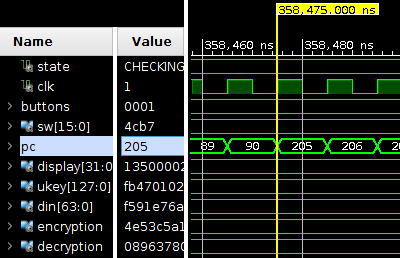 358,475.000 ns
Name Value 358,460 ns 358,480 ns
state CHECKING
clk 1
buttons 0001
sw[15:0] 4cb7
pc 205 89 90 205 206
display[31:0 13500002
ukey[127:0] fb470102
din[63:0] f591e76a
encryption 4e53c5a1
decryption 08963780